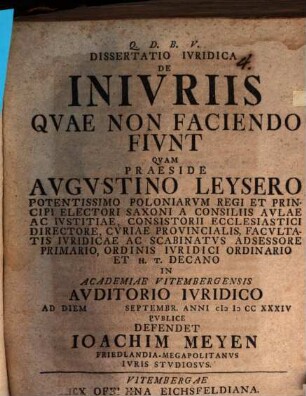 Q. D. B. V.
DISSERTATIO IVRIDICA
DE
INIVRIIS
QVAE NON FACIENDO
FIVNT
QVAM
PRAESIDE
AVGVSTINO LEYSERO
POTENTISSIMO POLONIARVM REGI ET PRIN-
CIPI ELECTORI SAXONI A CONSILIIS AVLAE
AC IVSTITIAE, CONSISTORII ECCLESIASTICI
DIRECTORE, CVRIAE PROVINCIALIS, FACVLTA-
TIS IVRIDICAE AC SCABINATVS ADSESSORE
PRIMARIO, ORDINIS IVRIDICI ORDINARIO
ET H. T. DECANO
IN
ACADEMIAE VITEMBERGENSIS
AVDITORIO IVRIDICO
AD DIEM SEPTEMBR. ANNI cIɔ Iɔ CC XXXIV
PVBLICE
DEFENDET
IOACHIM MEYEN
FRIEDLANDIA-MEGAPOLITANVS
IVRIS STVDIOSVS.
VITEMBERGAE
EICHSFELDIANA.